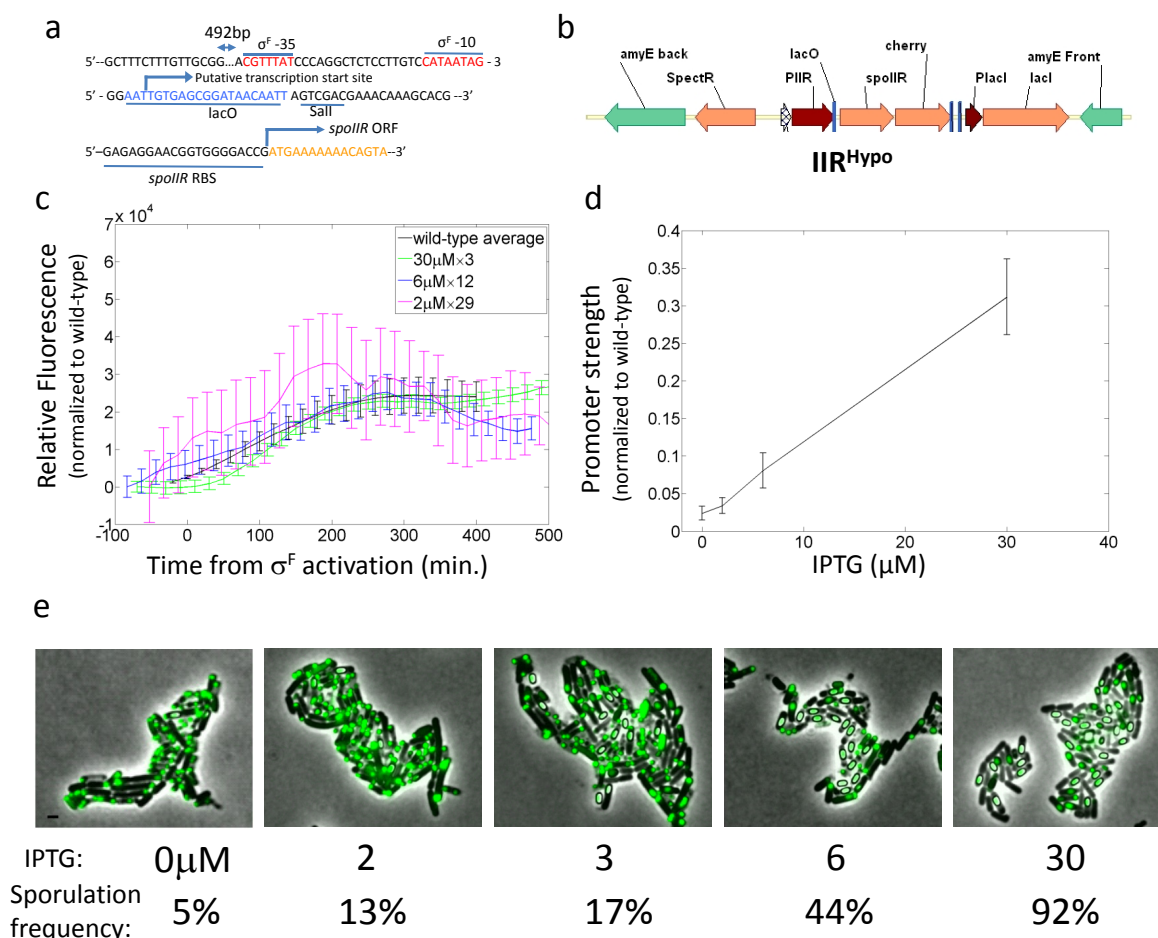 a
492bp
σF -35
σF -10
5'--GCTTTCTTTGTTGCGG...ACGTTTATCCCAGGCTCTCCTTGTCCATAATAG - 3
Putative transcription start site
5' - GGAATTGTGAGCGGATAACAATT AGTCGACGAAACAAAGCACG --3'
lacO
SalI
spoIIR ORF
5'–GAGAGGAACGGTGGGGACCGATGAAAAAAACAGTA--3'
spoIIR RBS
b
amyE back
SpectR
lacO
PIIR
spoIIR
cherry
PlacI
lacI
amyE Front
IIRHypo
c
7 x 10^4
6
5
4
3
2
1
0
-1
-100 0 100 200 300 400 500
Relative Fluorescence
(normalized to wild-type)
Time from σF activation (min.)
wild-type average
30μM×3
6μM×12
2μM×29
d
0.4
0.35
0.3
0.25
0.2
0.15
0.1
0.05
0
0 10 20 30 40
Promoter strength
(normalized to wild-type)
IPTG (μM)
e
IPTG: 0μM 2 3 6 30
Sporulation
frequency: 5% 13% 17% 44% 92%